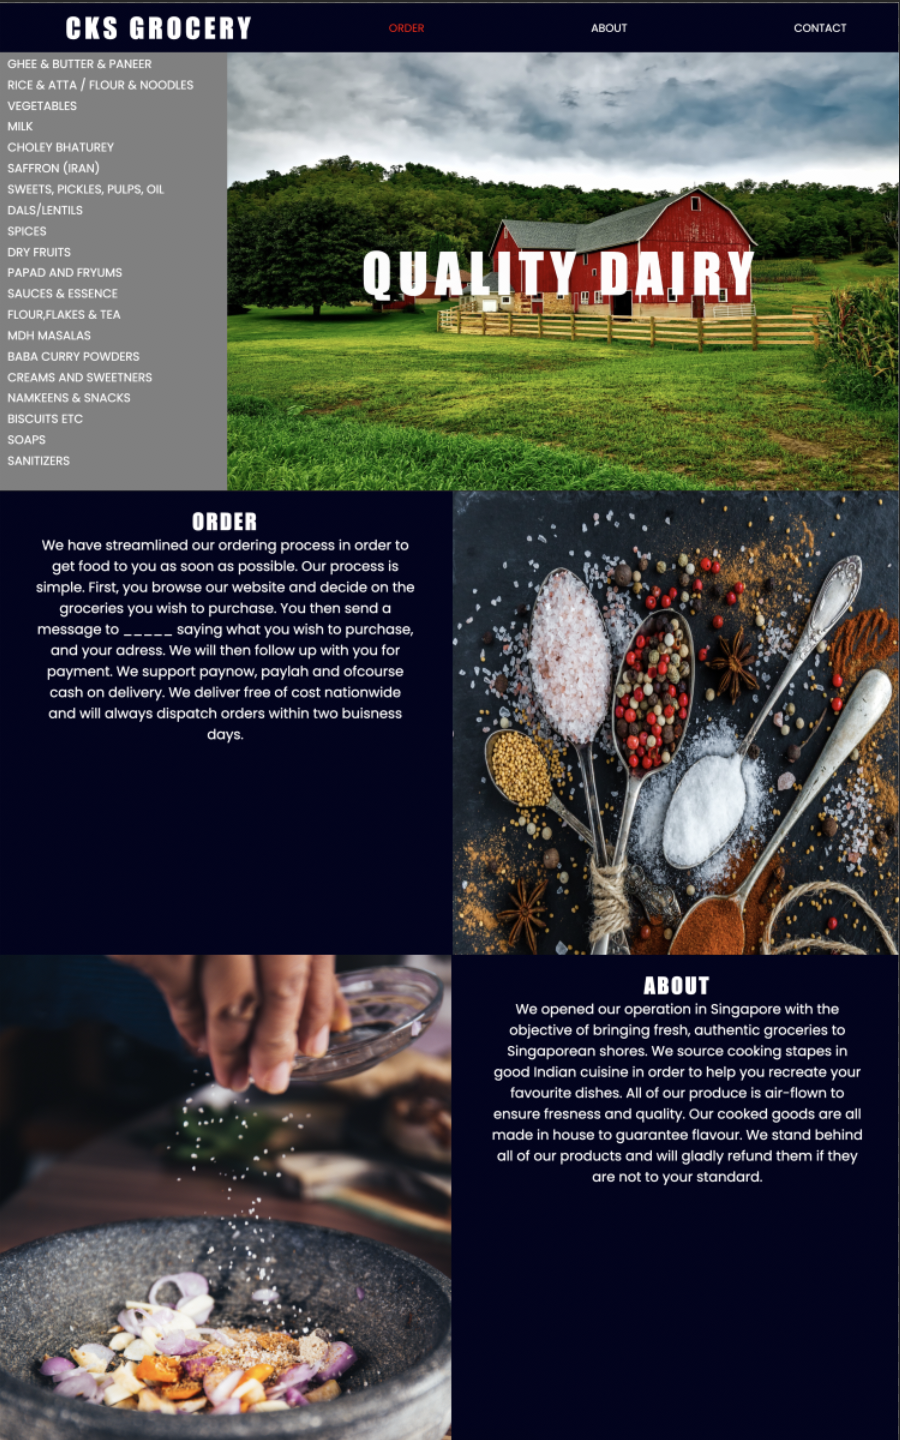 CKS GROCERY
ORDER
ABOUT
CONTACT
GHEE & BUTTER & PANEER
RICE & ATTA / FLOUR & NOODLES
VEGETABLES
MILK
CHOLEY BHATUREY
SAFFRON (IRAN)
SWEETS, PICKLES, PULPS, OIL
DALS/LENTILS
SPICES
DRY FRUITS
PAPAD AND FRYUMS
SAUCES & ESSENCE
FLOUR,FLAKES & TEA
MDH MASALAS
BABA CURRY POWDERS
CREAMS AND SWEETNERS
NAMKEENS & SNACKS
BISCUITS ETC
SOAPS
SANITIZERS
QUALITY DAIRY
ORDER
We have streamlined our ordering process in order to
get food to you as soon as possible. Our process is
simple. First, you browse our website and decide on the
groceries you wish to purchase. You then send a
message to _____ saying what you wish to purchase,
and your adress. We will then follow up with you for
payment. We support paynow, paylah and ofcourse
cash on delivery. We deliver free of cost nationwide
and will always dispatch orders within two buisness
days.
ABOUT
We opened our operation in Singapore with the
objective of bringing fresh, authentic groceries to
Singaporean shores. We source cooking stapes in
good Indian cuisine in order to help you recreate your
favourite dishes. All of our produce is air-flown to
ensure fresness and quality. Our cooked goods are all
made in house to guarantee flavour. We stand behind
all of our products and will gladly refund them if they
are not to your standard.